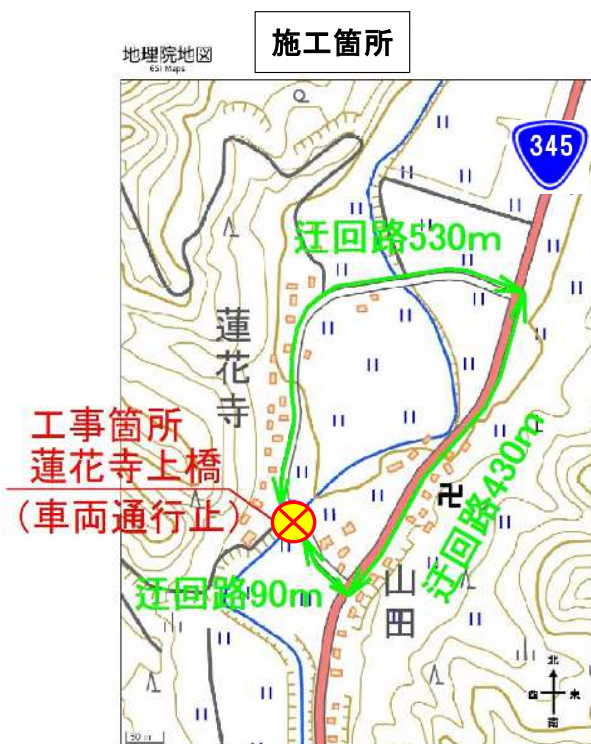 施工箇所
地理院地図
GSI Maps
345
迂回路530m
蓮花寺
工事箇所
蓮花寺上橋
(車両通行止)
迂回路430m
卍
迂回路90m
山田
北
西
東
南
50 m